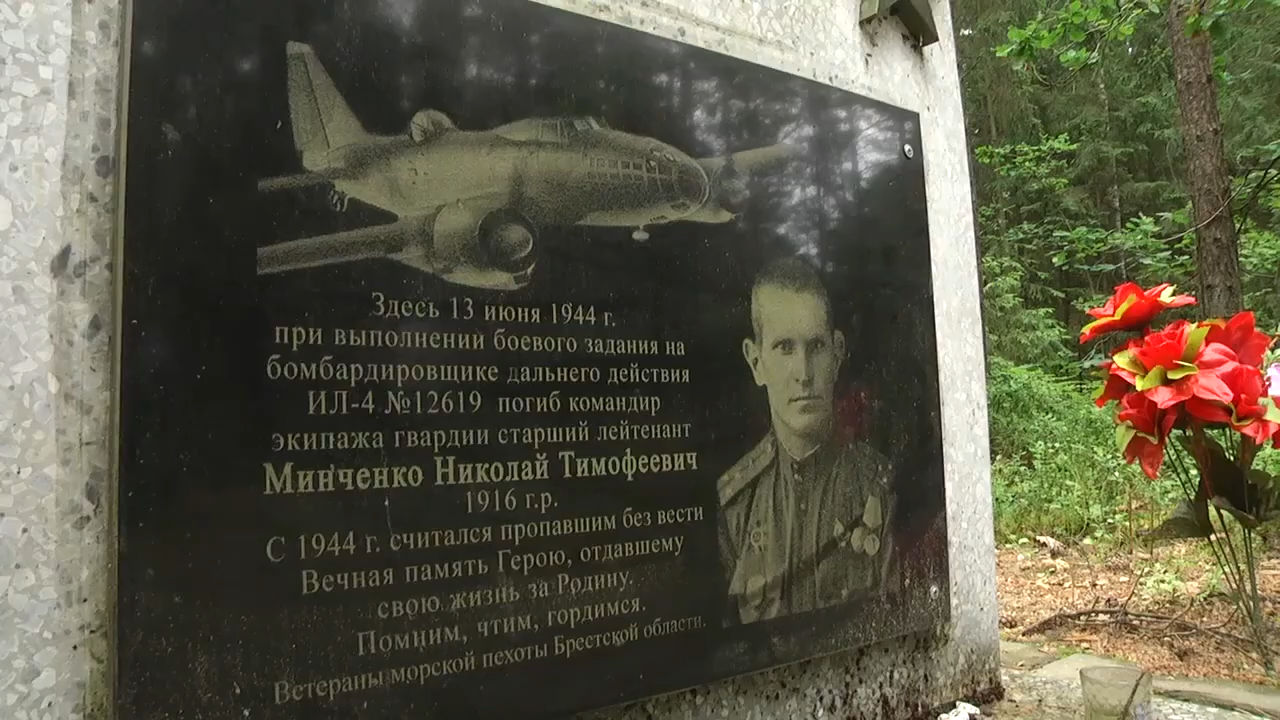 Здесь 13 июня 1944 г.
при выполнении боевого задания на
бомбардировщике дальнего действия
ИЛ-4 №12619 погиб командир
экипажа гвардии старший лейтенант
Минченко Николай Тимофеевич
1916 г.р.
С 1944 г. считался пропавшим без вести
Вечная память Герою, отдавшему
свою жизнь за Родину.
Помним, чтим, гордимся.
Ветераны морской пехоты Брестской области.